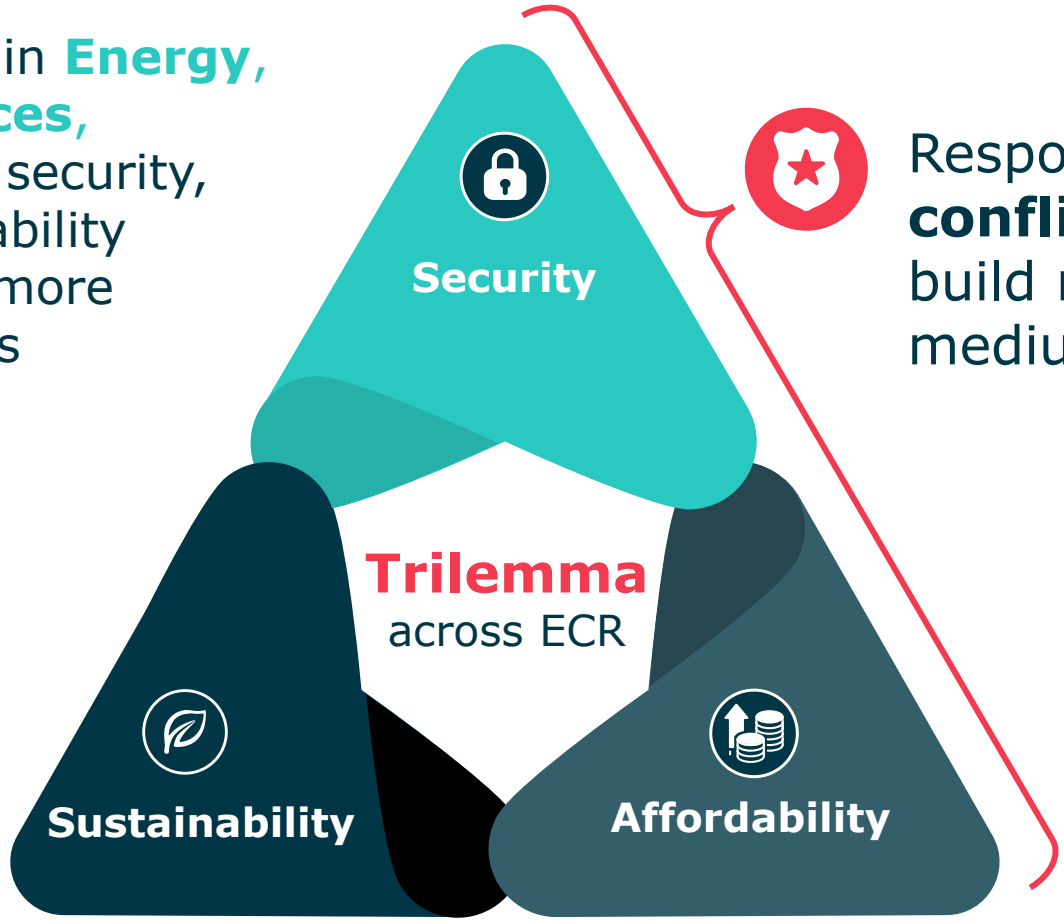 in Energy,
ces,
security,
ability
more
s
Security
Respo
confli
build r
mediu
Trilemma
across ECR
Sustainability
Affordability